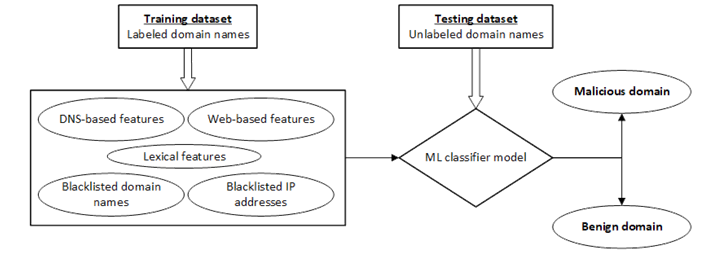 Training dataset
Labeled domain names
Testing dataset
Unlabeled domain names
DNS-based features
Web-based features
Lexical features
Blacklisted domain
names
Blacklisted IP
addresses
ML classifier model
Malicious domain
Benign domain